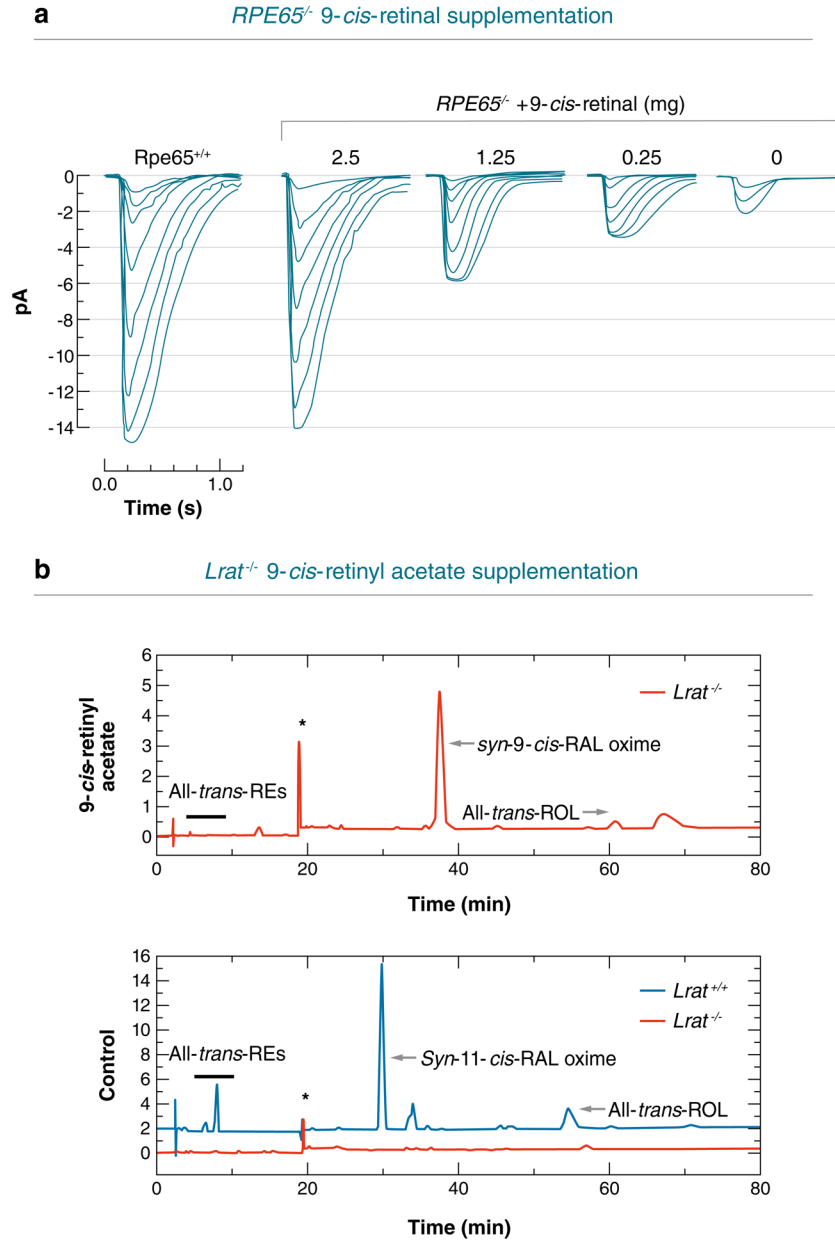 a
RPE65-/- 9-cis-retinal supplementation
RPE65-/- +9-cis-retinal (mg)
Rpe65+/+ 2.5 1.25 0.25 0
0
-2
-4
-6
-8
-10
-12
-14
pA
0.0 1.0
Time (s)
b
Lrat-/- 9-cis-retinyl acetate supplementation
6
5
4
3
2
1
0
9-cis-retinyl
acetate
Lrat-/-
*
syn-9-cis-RAL oxime
All-trans-REs
All-trans-ROL
0 20 40 60 80
Time (min)
16
14
12
10
8
6
4
2
0
Control
Lrat+/+
Lrat-/-
All-trans-REs
Syn-11-cis-RAL oxime
*
All-trans-ROL
0 20 40 60 80
Time (min)